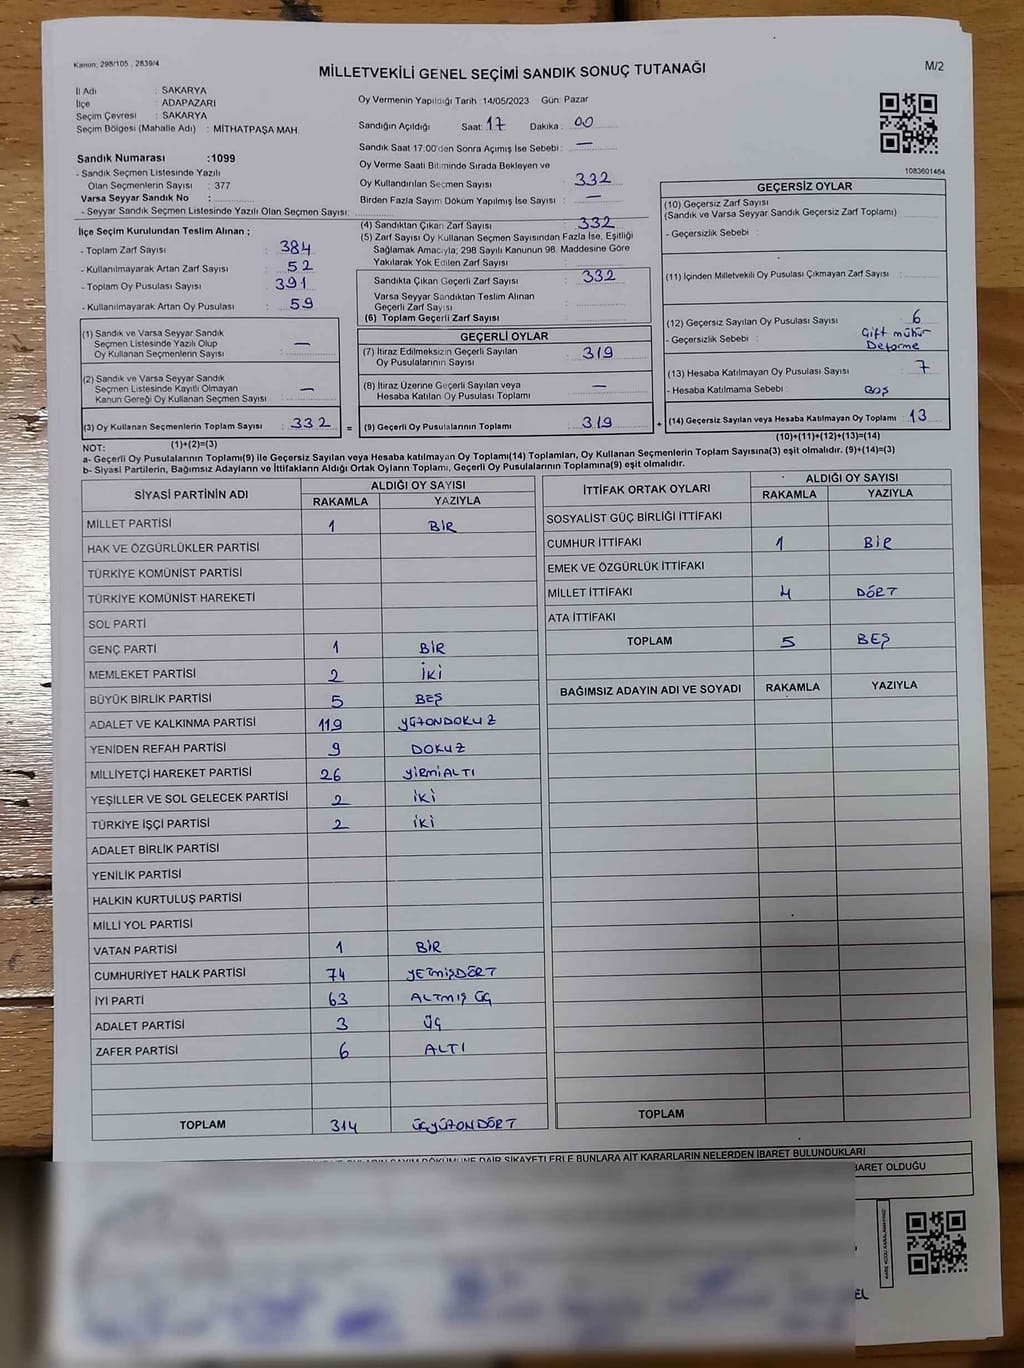 Kanun; 298/105 , 2839/4
MİLLETVEKİLİ GENEL SEÇİMİ SANDIK SONUÇ TUTANAĞI
M/2
İl Adı : SAKARYA
İlçe : ADAPAZARI
Seçim Çevresi : SAKARYA
Seçim Bölgesi (Mahalle Adı) : MİTHATPAŞA MAH.
Sandık Numarası :1099
- Sandık Seçmen Listesinde Yazılı
Olan Seçmenlerin Sayısı : 377
Varsa Seyyar Sandık No :
- Seyyar Sandık Seçmen Listesinde Yazılı Olan Seçmen Sayısı:
Oy Vermenin Yapıldığı Tarih :14/05/2023 Gün: Pazar
Sandığın Açıldığı Saat: 17 Dakika : 00
Sandık Saat 17:00'den Sonra Açımış İse Sebebi : —
Oy Verme Saati Bitiminde Sırada Bekleyen ve
Oy Kullandırılan Seçmen Sayısı : 332
Birden Fazla Sayım Döküm Yapılmış İse Sayısı : —
1083601464
İlçe Seçim Kurulundan Teslim Alınan ;
- Toplam Zarf Sayısı : 384
- Kullanılmayarak Artan Zarf Sayısı : 52
- Toplam Oy Pusulası Sayısı : 391
- Kullanılmayarak Artan Oy Pusulası : 59
(4) Sandıktan Çıkan Zarf Sayısı : 332
(5) Zarf Sayısı Oy Kullanan Seçmen Sayısından Fazla İse, Eşitliği
Sağlamak Amacıyla; 298 Sayılı Kanunun 98. Maddesine Göre
Yakılarak Yok Edilen Zarf Sayısı :
Sandıkta Çıkan Geçerli Zarf Sayısı : 332
Varsa Seyyar Sandıktan Teslim Alınan
Geçerli Zarf Sayısı :
(6) Toplam Geçerli Zarf Sayısı :
GEÇERSİZ OYLAR
(10) Geçersiz Zarf Sayısı
(Sandık ve Varsa Seyyar Sandık Geçersiz Zarf Toplamı) :
- Geçersizlik Sebebi :
(11) İçinden Milletvekili Oy Pusulası Çıkmayan Zarf Sayısı :
(12) Geçersiz Sayılan Oy Pusulası Sayısı : 6
- Geçersizlik Sebebi : Çift mühür
Deforme
(13) Hesaba Katılmayan Oy Pusulası Sayısı : 7
- Hesaba Katılmama Sebebi : Boş
(14) Geçersiz Sayılan veya Hesaba Katılmayan Oy Toplamı : 13
(10)+(11)+(12)+(13)=(14)
(1) Sandık ve Varsa Seyyar Sandık
Seçmen Listesinde Yazılı Olup
Oy Kullanan Seçmenlerin Sayısı : —
(2) Sandık ve Varsa Seyyar Sandık
Seçmen Listesinde Kayıtlı Olmayan
Kanun Gereği Oy Kullanan Seçmen Sayısı : —
(3) Oy Kullanan Seçmenlerin Toplam Sayısı : 332
(1)+(2)=(3)
=
GEÇERLİ OYLAR
(7) İtiraz Edilmeksizin Geçerli Sayılan
Oy Pusulalarının Sayısı : 319
(8) İtiraz Üzerine Geçerli Sayılan veya
Hesaba Katılan Oy Pusulası Toplamı : —
(9) Geçerli Oy Pusulalarının Toplamı : 319
+
NOT:
a- Geçerli Oy Pusulalarının Toplamı(9) ile Geçersiz Sayılan veya Hesaba katılmayan Oy Toplamı(14) Toplamları, Oy Kullanan Seçmenlerin Toplam Sayısına(3) eşit olmalıdır. (9)+(14)=(3)
b- Siyasi Partilerin, Bağımsız Adayların ve İttifakların Aldığı Ortak Oyların Toplamı, Geçerli Oy Pusulalarının Toplamına(9) eşit olmalıdır.
SİYASİ PARTİNİN ADI ALDIĞI OY SAYISI
RAKAMLA YAZIYLA
MİLLET PARTİSİ 1 BİR
HAK VE ÖZGÜRLÜKLER PARTİSİ
TÜRKİYE KOMÜNİST PARTİSİ
TÜRKİYE KOMÜNİST HAREKETİ
SOL PARTİ
GENÇ PARTİ 1 BİR
MEMLEKET PARTİSİ 2 İKİ
BÜYÜK BİRLİK PARTİSİ 5 BEŞ
ADALET VE KALKINMA PARTİSİ 119 YÜZONDOKUZ
YENİDEN REFAH PARTİSİ 9 DOKUZ
MİLLİYETÇİ HAREKET PARTİSİ 26 YİRMİALTI
YEŞİLLER VE SOL GELECEK PARTİSİ 2 İKİ
TÜRKİYE İŞÇİ PARTİSİ 2 İKİ
ADALET BİRLİK PARTİSİ
YENİLİK PARTİSİ
HALKIN KURTULUŞ PARTİSİ
MİLLİ YOL PARTİSİ
VATAN PARTİSİ 1 BİR
CUMHURİYET HALK PARTİSİ 74 YETMİŞDÖRT
İYİ PARTİ 63 ALTMIŞ ÜÇ
ADALET PARTİSİ 3 ÜÇ
ZAFER PARTİSİ 6 ALTI
TOPLAM 314 ÜÇYÜZONDÖRT
İTTİFAK ORTAK OYLARI ALDIĞI OY SAYISI
RAKAMLA YAZIYLA
SOSYALİST GÜÇ BİRLİĞİ İTTİFAKI
CUMHUR İTTİFAKI 1 BİR
EMEK VE ÖZGÜRLÜK İTTİFAKI
MİLLET İTTİFAKI 4 DÖRT
ATA İTTİFAKI
TOPLAM 5 BEŞ
BAĞIMSIZ ADAYIN ADI VE SOYADI RAKAMLA YAZIYLA
TOPLAM
DAİR ŞİKAYETLERLE BUNLARA AİT KARARLARIN NELERDEN İBARET BULUNDUKLARI
İBARET OLDUĞU